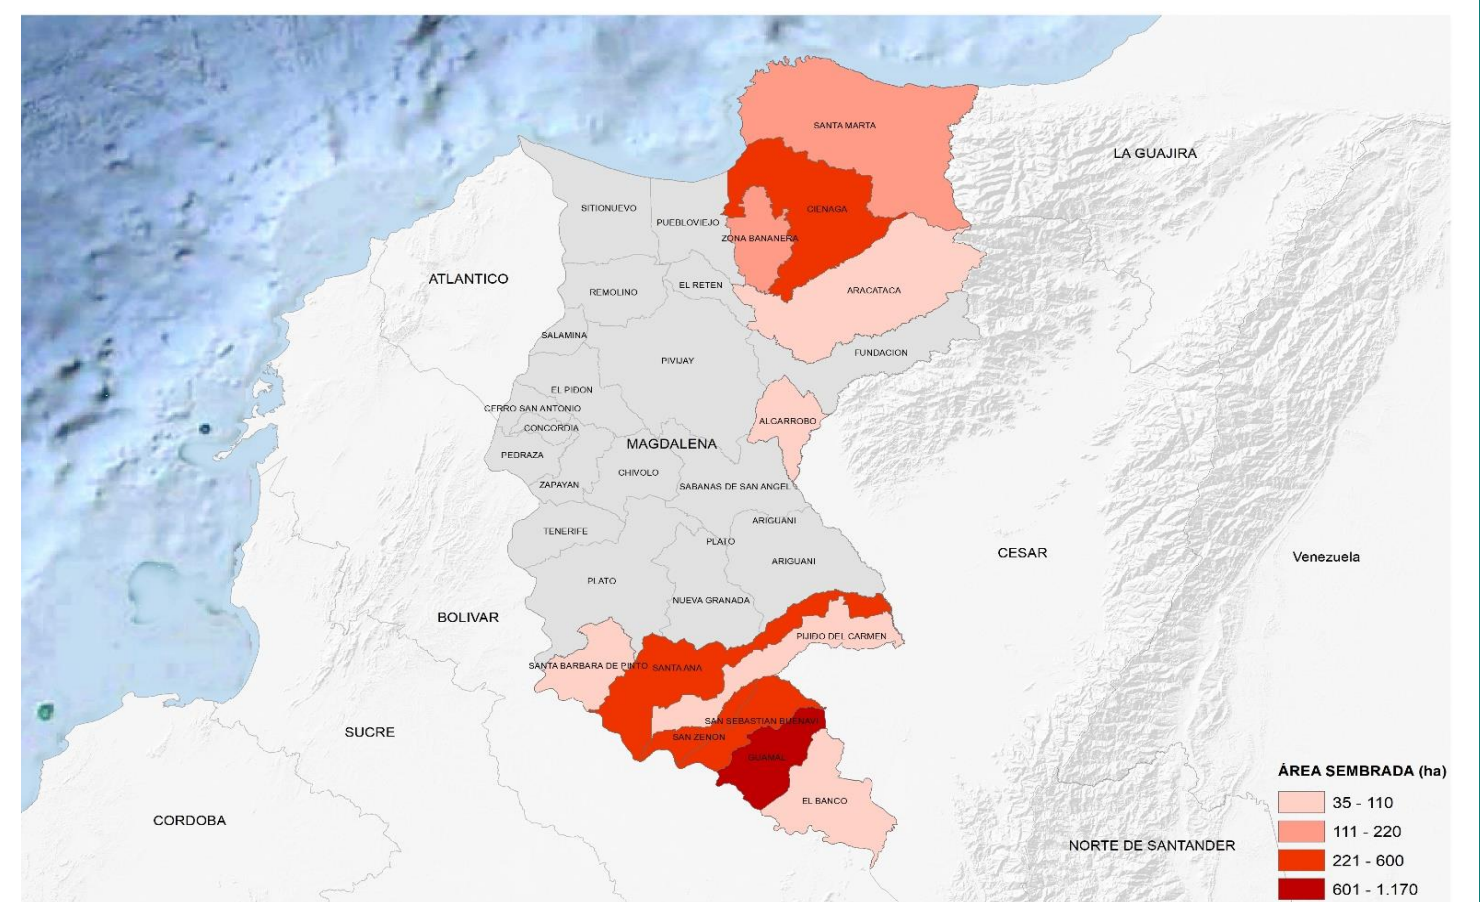 SANTA MARTA
LA GUAJIRA
SITIONUEVO
PUEBLOVIEJO
CIENAGA
ZONA BANANERA
ATLANTICO
REMOLINO
EL RETEN
ARACATACA
SALAMINA
PIVIJAY
FUNDACION
EL PIDON
CERRO SAN ANTONIO
CONCORDIA
ALGARROBO
MAGDALENA
PEDRAZA
CHIVOLO
ZAPAYAN
SABANAS DE SAN ANGEL
ARIGUANI
TENERIFE
PLATO
CESAR
Venezuela
ARIGUANI
PLATO
NUEVA GRANADA
BOLIVAR
PIJIDO DEL CARMEN
SANTA BARBARA DE PINTO
SANTA ANA
SAN SEBASTIAN BUENAVI
SUCRE
SAN ZENON
GUAMAL
EL BANCO
CORDOBA
NORTE DE SANTANDER
ÁREA SEMBRADA (ha)
35 - 110
111 - 220
221 - 600
601 - 1.170